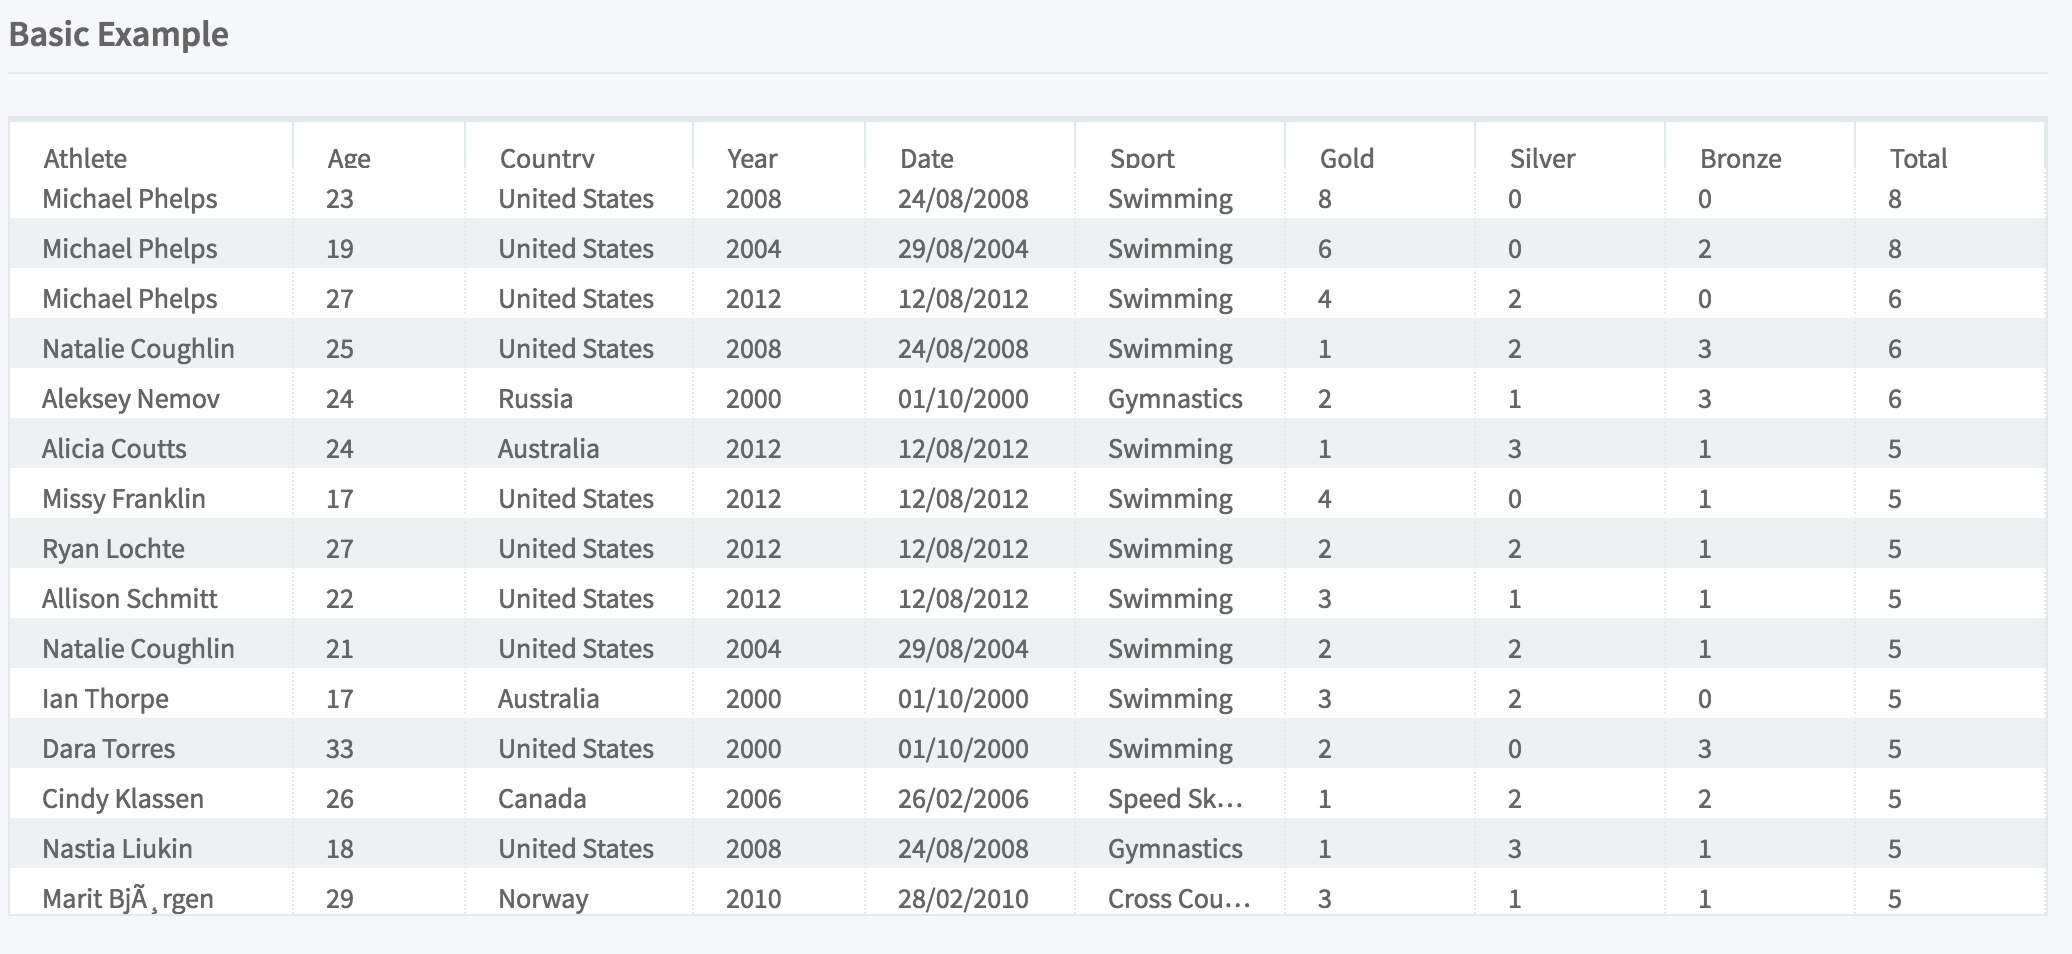 Basic Example
Athlete Age Country Year Date Sport Gold Silver Bronze Total
Michael Phelps 23 United States 2008 24/08/2008 Swimming 8 0 0 8
Michael Phelps 19 United States 2004 29/08/2004 Swimming 6 0 2 8
Michael Phelps 27 United States 2012 12/08/2012 Swimming 4 2 0 6
Natalie Coughlin 25 United States 2008 24/08/2008 Swimming 1 2 3 6
Aleksey Nemov 24 Russia 2000 01/10/2000 Gymnastics 2 1 3 6
Alicia Coutts 24 Australia 2012 12/08/2012 Swimming 1 3 1 5
Missy Franklin 17 United States 2012 12/08/2012 Swimming 4 0 1 5
Ryan Lochte 27 United States 2012 12/08/2012 Swimming 2 2 1 5
Allison Schmitt 22 United States 2012 12/08/2012 Swimming 3 1 1 5
Natalie Coughlin 21 United States 2004 29/08/2004 Swimming 2 2 1 5
Ian Thorpe 17 Australia 2000 01/10/2000 Swimming 3 2 0 5
Dara Torres 33 United States 2000 01/10/2000 Swimming 2 0 3 5
Cindy Klassen 26 Canada 2006 26/02/2006 Speed Sk... 1 2 2 5
Nastia Liukin 18 United States 2008 24/08/2008 Gymnastics 1 3 1 5
Marit BjÃ¸rgen 29 Norway 2010 28/02/2010 Cross Cou... 3 1 1 5